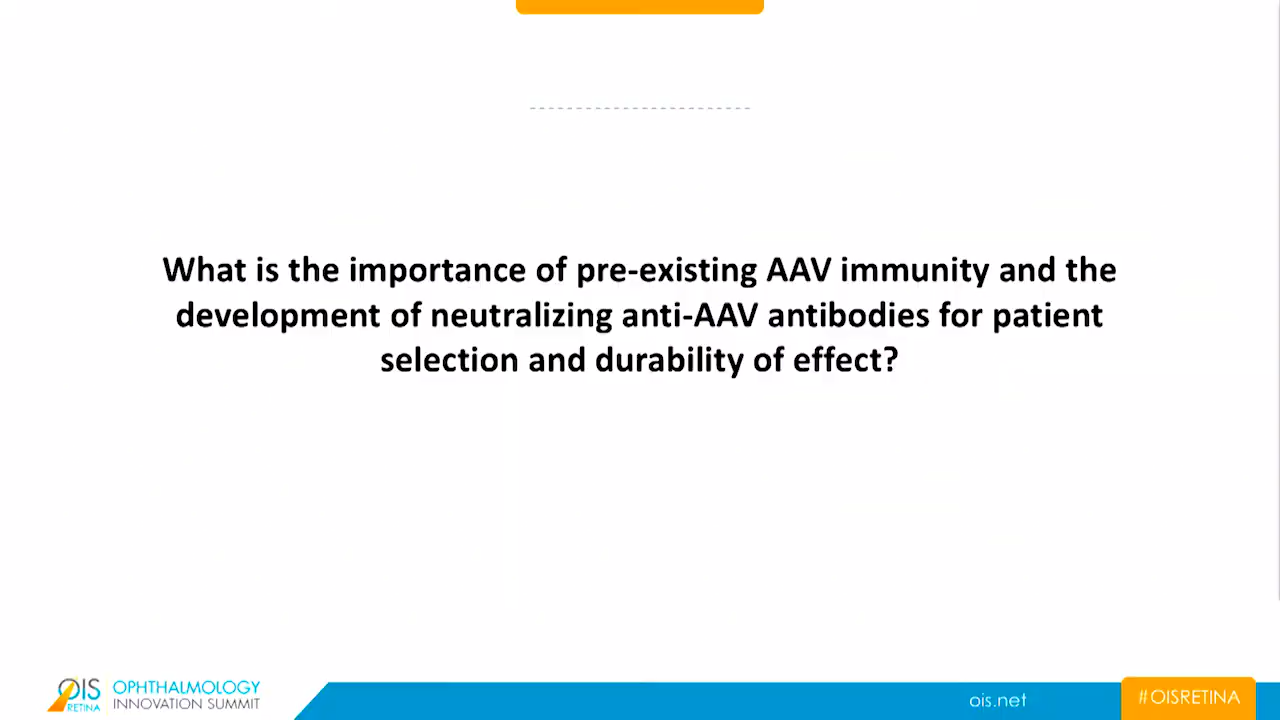 What is the importance of pre-existing AAV immunity and the
development of neutralizing anti-AAV antibodies for patient
selection and durability of effect?
OIS
RETINA
OPHTHALMOLOGY
INNOVATION SUMMIT
ois.net
#OISRETINA